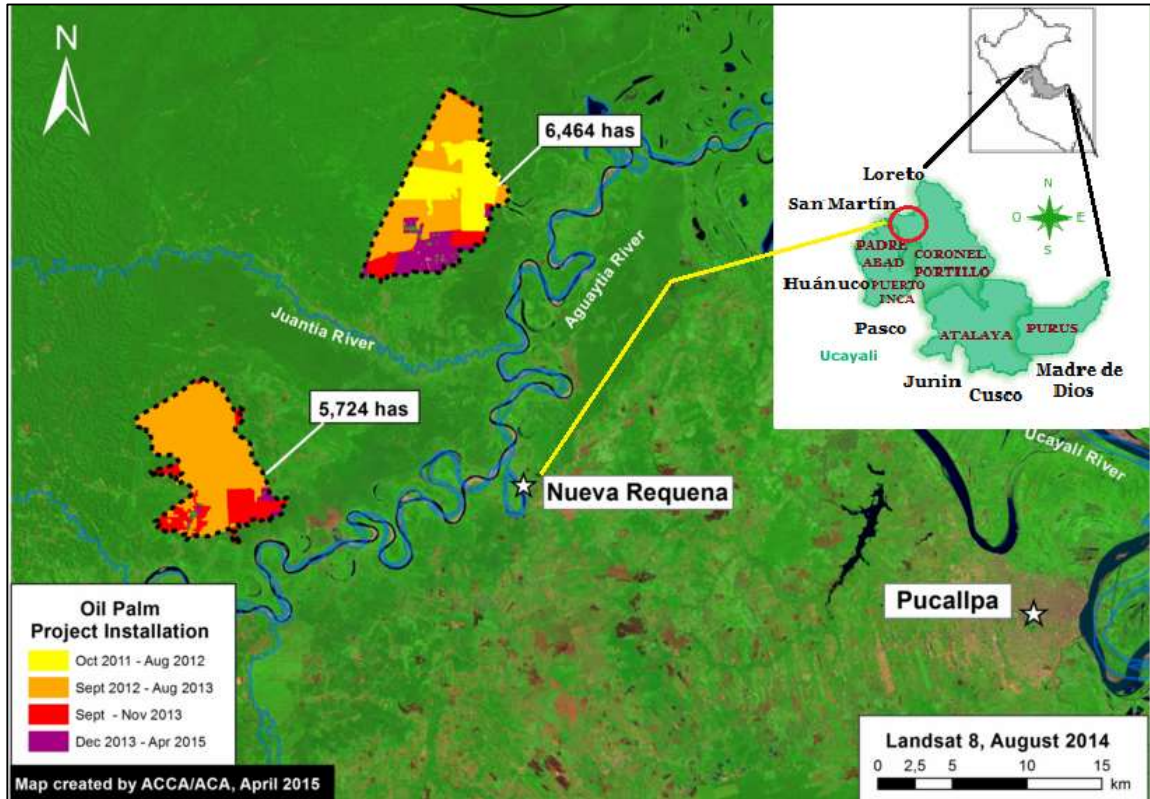 N
6,464 has
Juantia River
Aguaytia River
5,724 has
Nueva Requena
Pucallpa
Ucayali River
Loreto
San Martín
N
O
E
S
PADRE
ABAD
CORONEL
PORTILLO
Huánuco
PUERTO
INCA
Pasco
ATALAYA
PURUS
Ucayali
Junin
Cusco
Madre de
Dios
Oil Palm
Project Installation
Oct 2011 - Aug 2012
Sept 2012 - Aug 2013
Sept - Nov 2013
Dec 2013 - Apr 2015
Map created by ACCA/ACA, April 2015
Landsat 8, August 2014
0 2,5 5 10 15
km